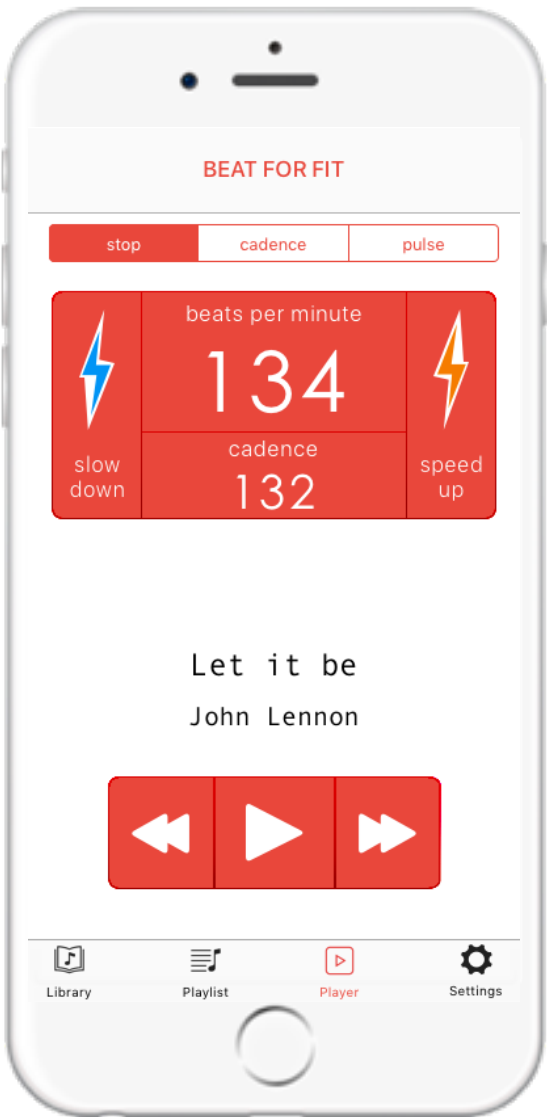 BEAT FOR FIT
stop cadence pulse
beats per minute
134
cadence
132
slow
down
speed
up
Let it be
John Lennon
Library Playlist Player Settings